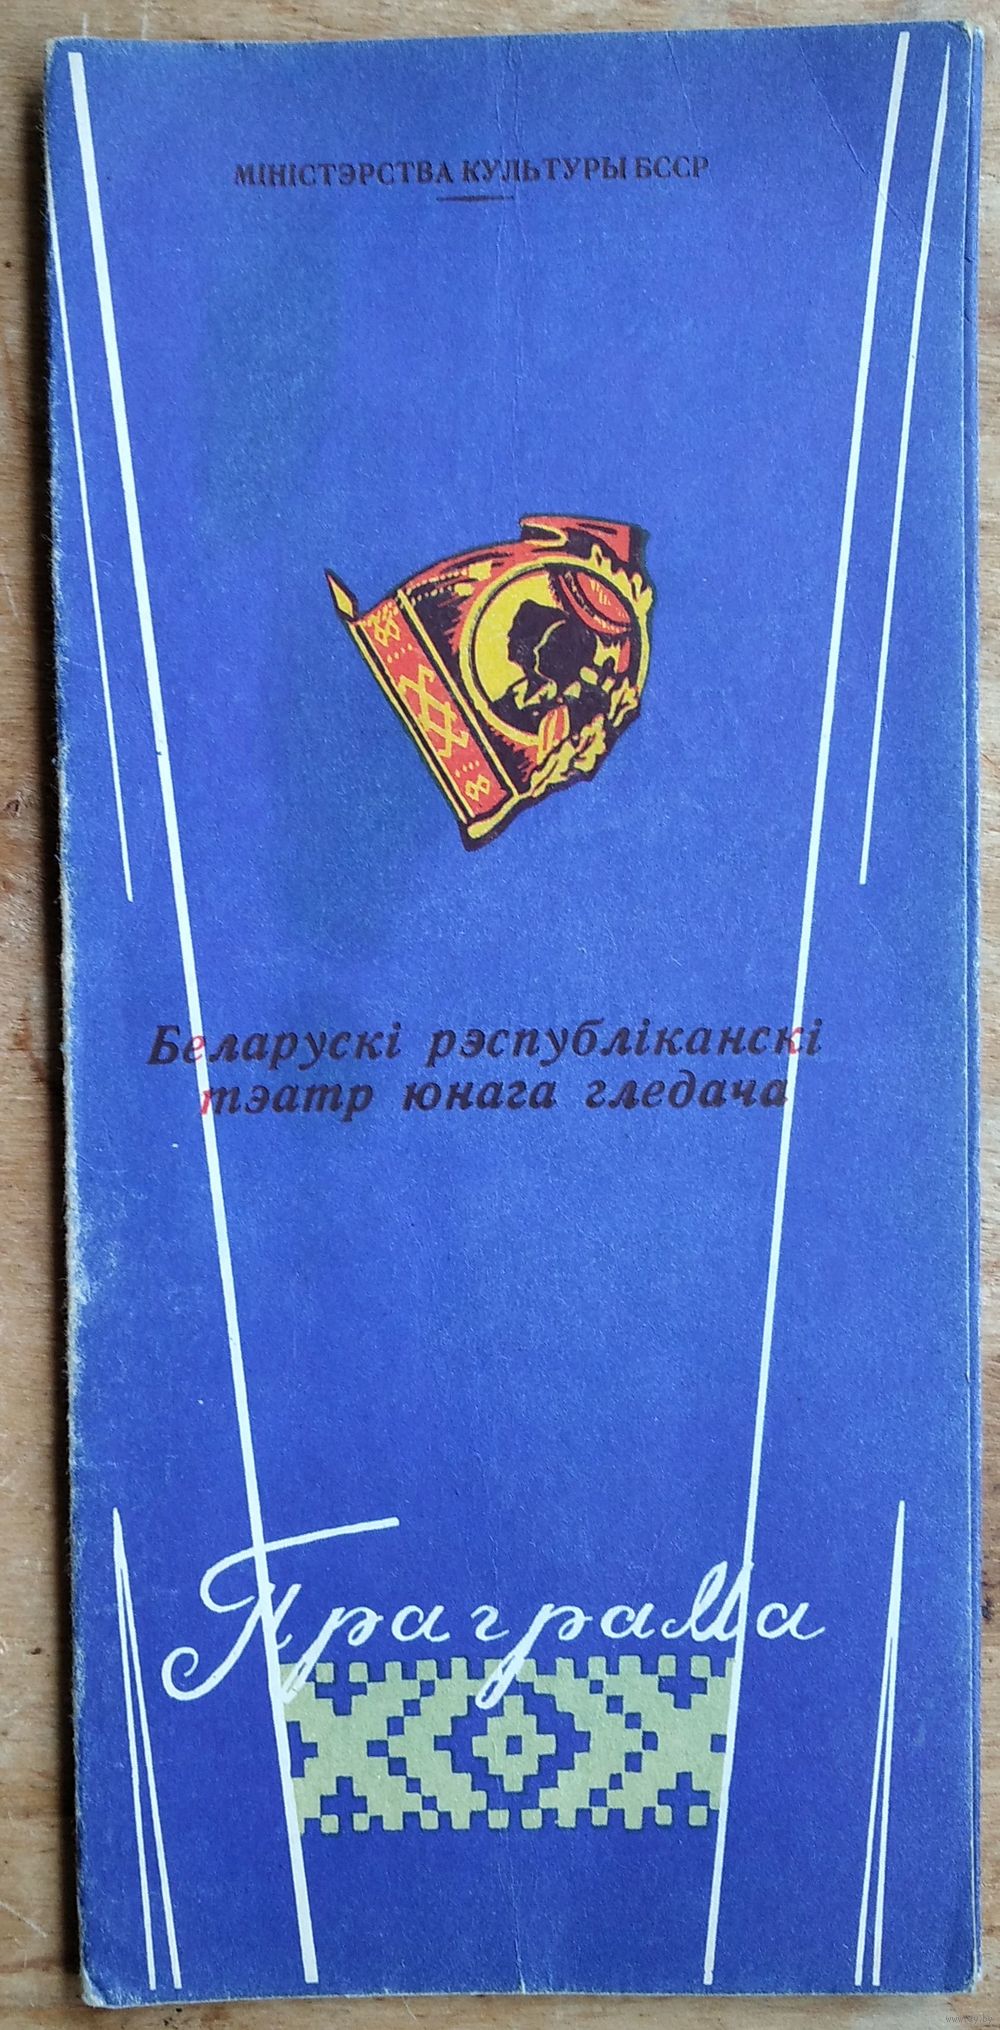 МІНІСТЭРСТВА КУЛЬТУРЫ БССР
Беларускі рэспубліканскі
тэатр юнага гледача
Праграма